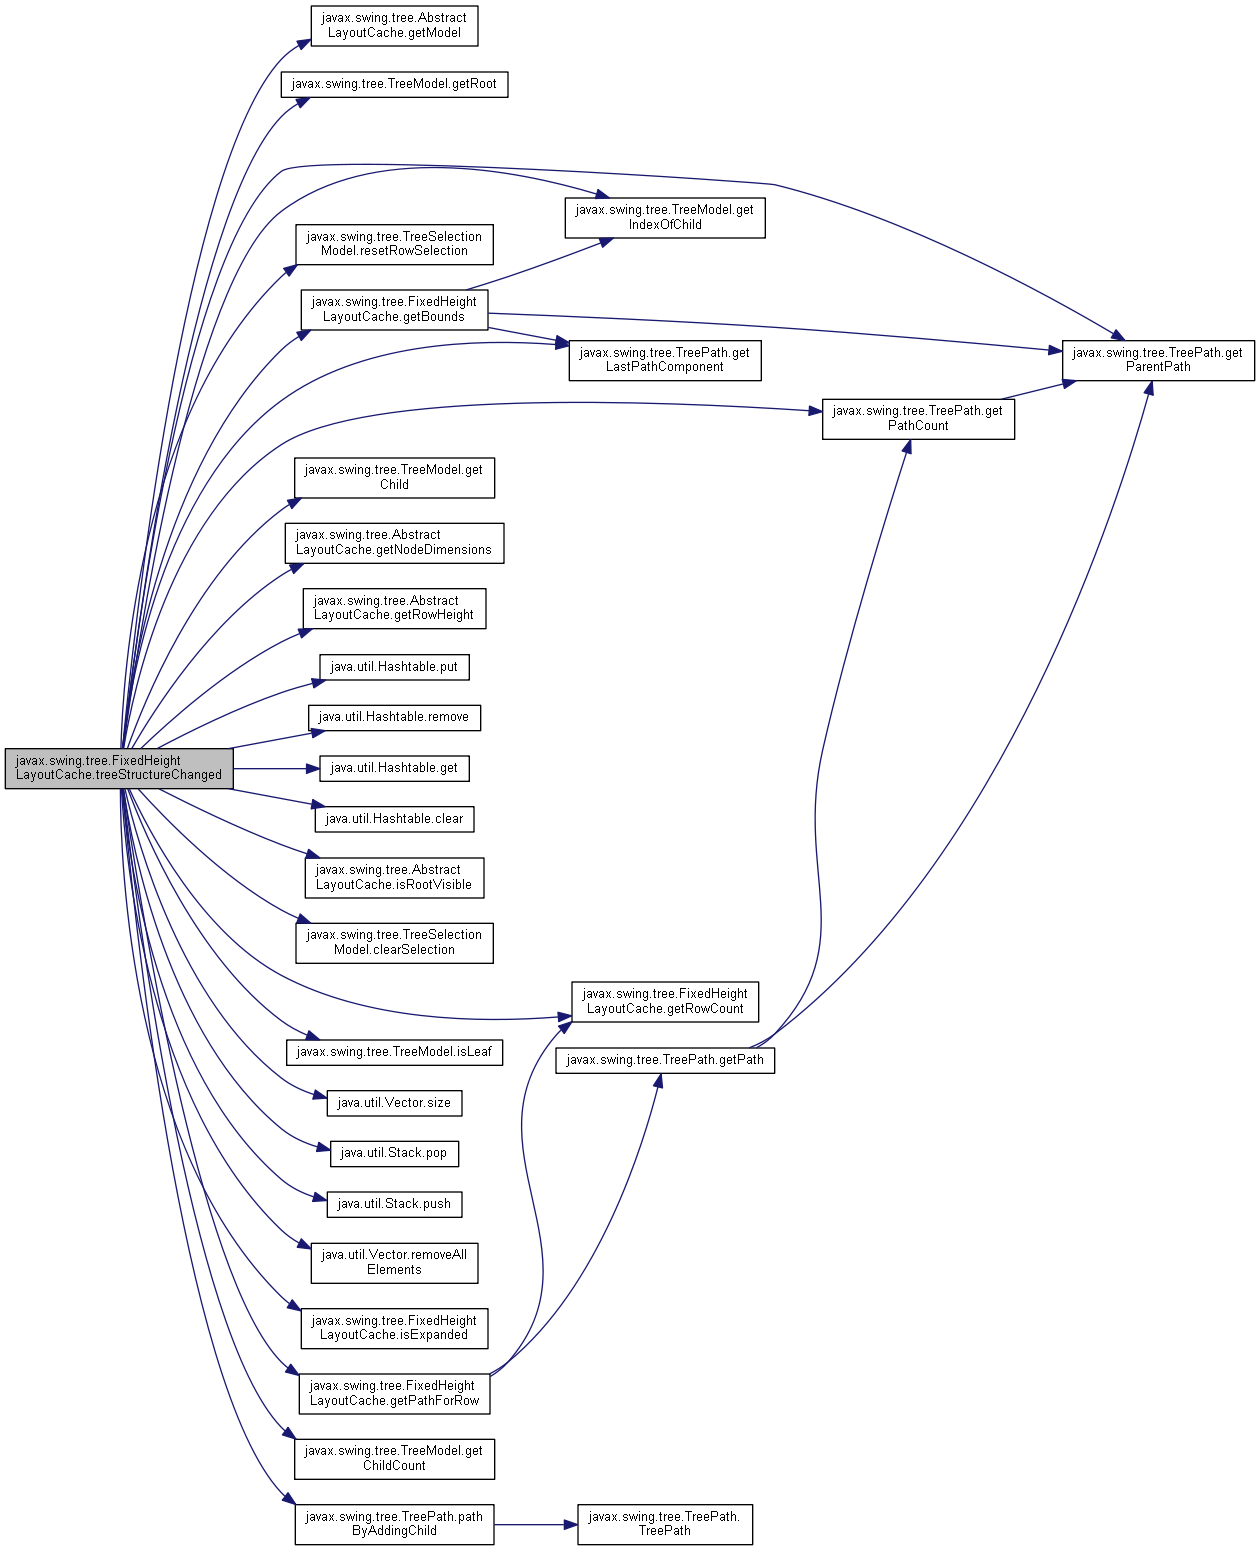 javax.swing.tree.Abstract
LayoutCache.getModel
javax.swing.tree.TreeModel.getRoot
javax.swing.tree.TreeModel.get
IndexOfChild
javax.swing.tree.TreeSelection
Model.resetRowSelection
javax.swing.tree.FixedHeight
LayoutCache.getBounds
javax.swing.tree.TreePath.get
LastPathComponent
javax.swing.tree.TreePath.get
ParentPath
javax.swing.tree.TreePath.get
PathCount
javax.swing.tree.TreeModel.get
Child
javax.swing.tree.Abstract
LayoutCache.getNodeDimensions
javax.swing.tree.Abstract
LayoutCache.getRowHeight
java.util.Hashtable.put
java.util.Hashtable.remove
javax.swing.tree.FixedHeight
LayoutCache.treeStructureChanged
java.util.Hashtable.get
java.util.Hashtable.clear
javax.swing.tree.Abstract
LayoutCache.isRootVisible
javax.swing.tree.TreeSelection
Model.clearSelection
javax.swing.tree.FixedHeight
LayoutCache.getRowCount
javax.swing.tree.TreeModel.isLeaf
javax.swing.tree.TreePath.getPath
java.util.Vector.size
java.util.Stack.pop
java.util.Stack.push
java.util.Vector.removeAll
Elements
javax.swing.tree.FixedHeight
LayoutCache.isExpanded
javax.swing.tree.FixedHeight
LayoutCache.getPathForRow
javax.swing.tree.TreeModel.get
ChildCount
javax.swing.tree.TreePath.path
ByAddingChild
javax.swing.tree.TreePath.
TreePath